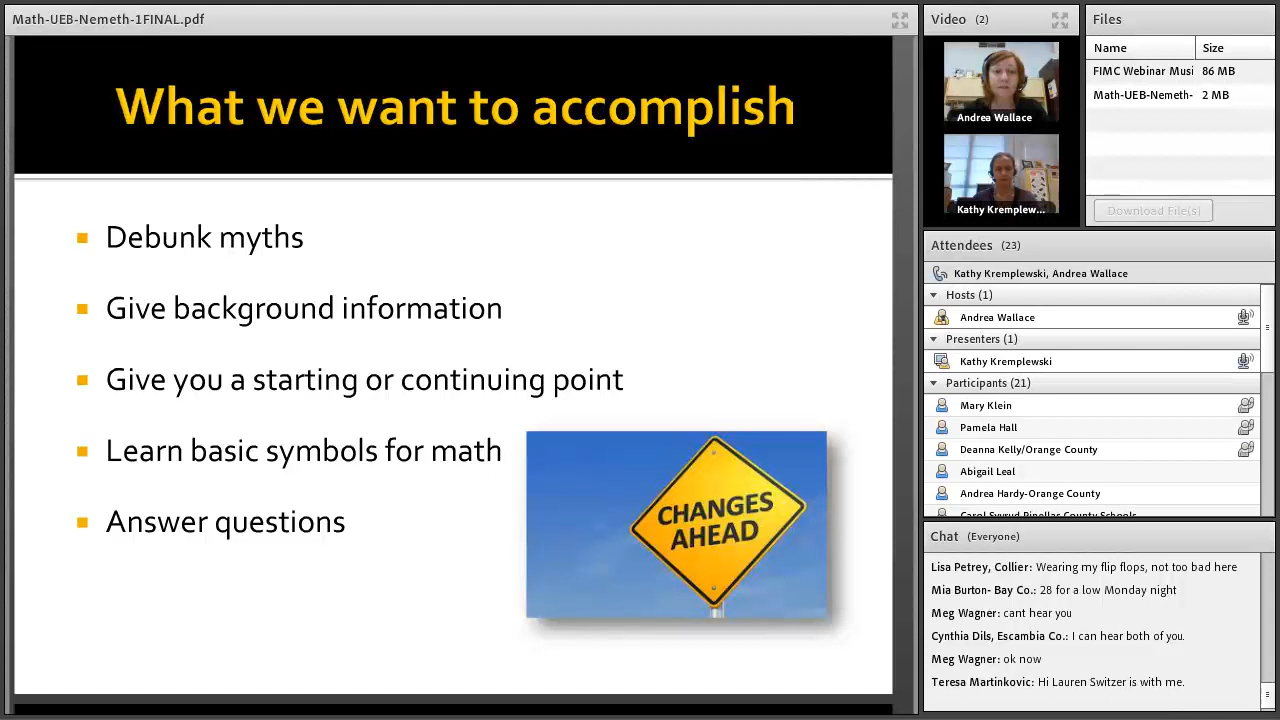 Math-UEB-Nemeth-1FINAL.pdf
What we want to accomplish
Debunk myths
Give background information
Give you a starting or continuing point
Learn basic symbols for math
Answer questions
CHANGES
AHEAD
Video (2)
Andrea Wallace
Kathy Kremplew...
Files
Name Size
FIMC Webinar Musi 86 MB
Math-UEB-Nemeth- 2 MB
Download File(s)
Attendees (23)
Kathy Kremplewski, Andrea Wallace
Hosts (1)
Andrea Wallace
Presenters (1)
Kathy Kremplewski
Participants (21)
Mary Klein
Pamela Hall
Deanna Kelly/Orange County
Abigail Leal
Andrea Hardy-Orange County
Carol Syvrud Pinellas County Schools
Chat (Everyone)
Lisa Petrey, Collier: Wearing my flip flops, not too bad here
Mia Burton- Bay Co.: 28 for a low Monday night
Meg Wagner: cant hear you
Cynthia Dils, Escambia Co.: I can hear both of you.
Meg Wagner: ok now
Teresa Martinkovic: Hi Lauren Switzer is with me.